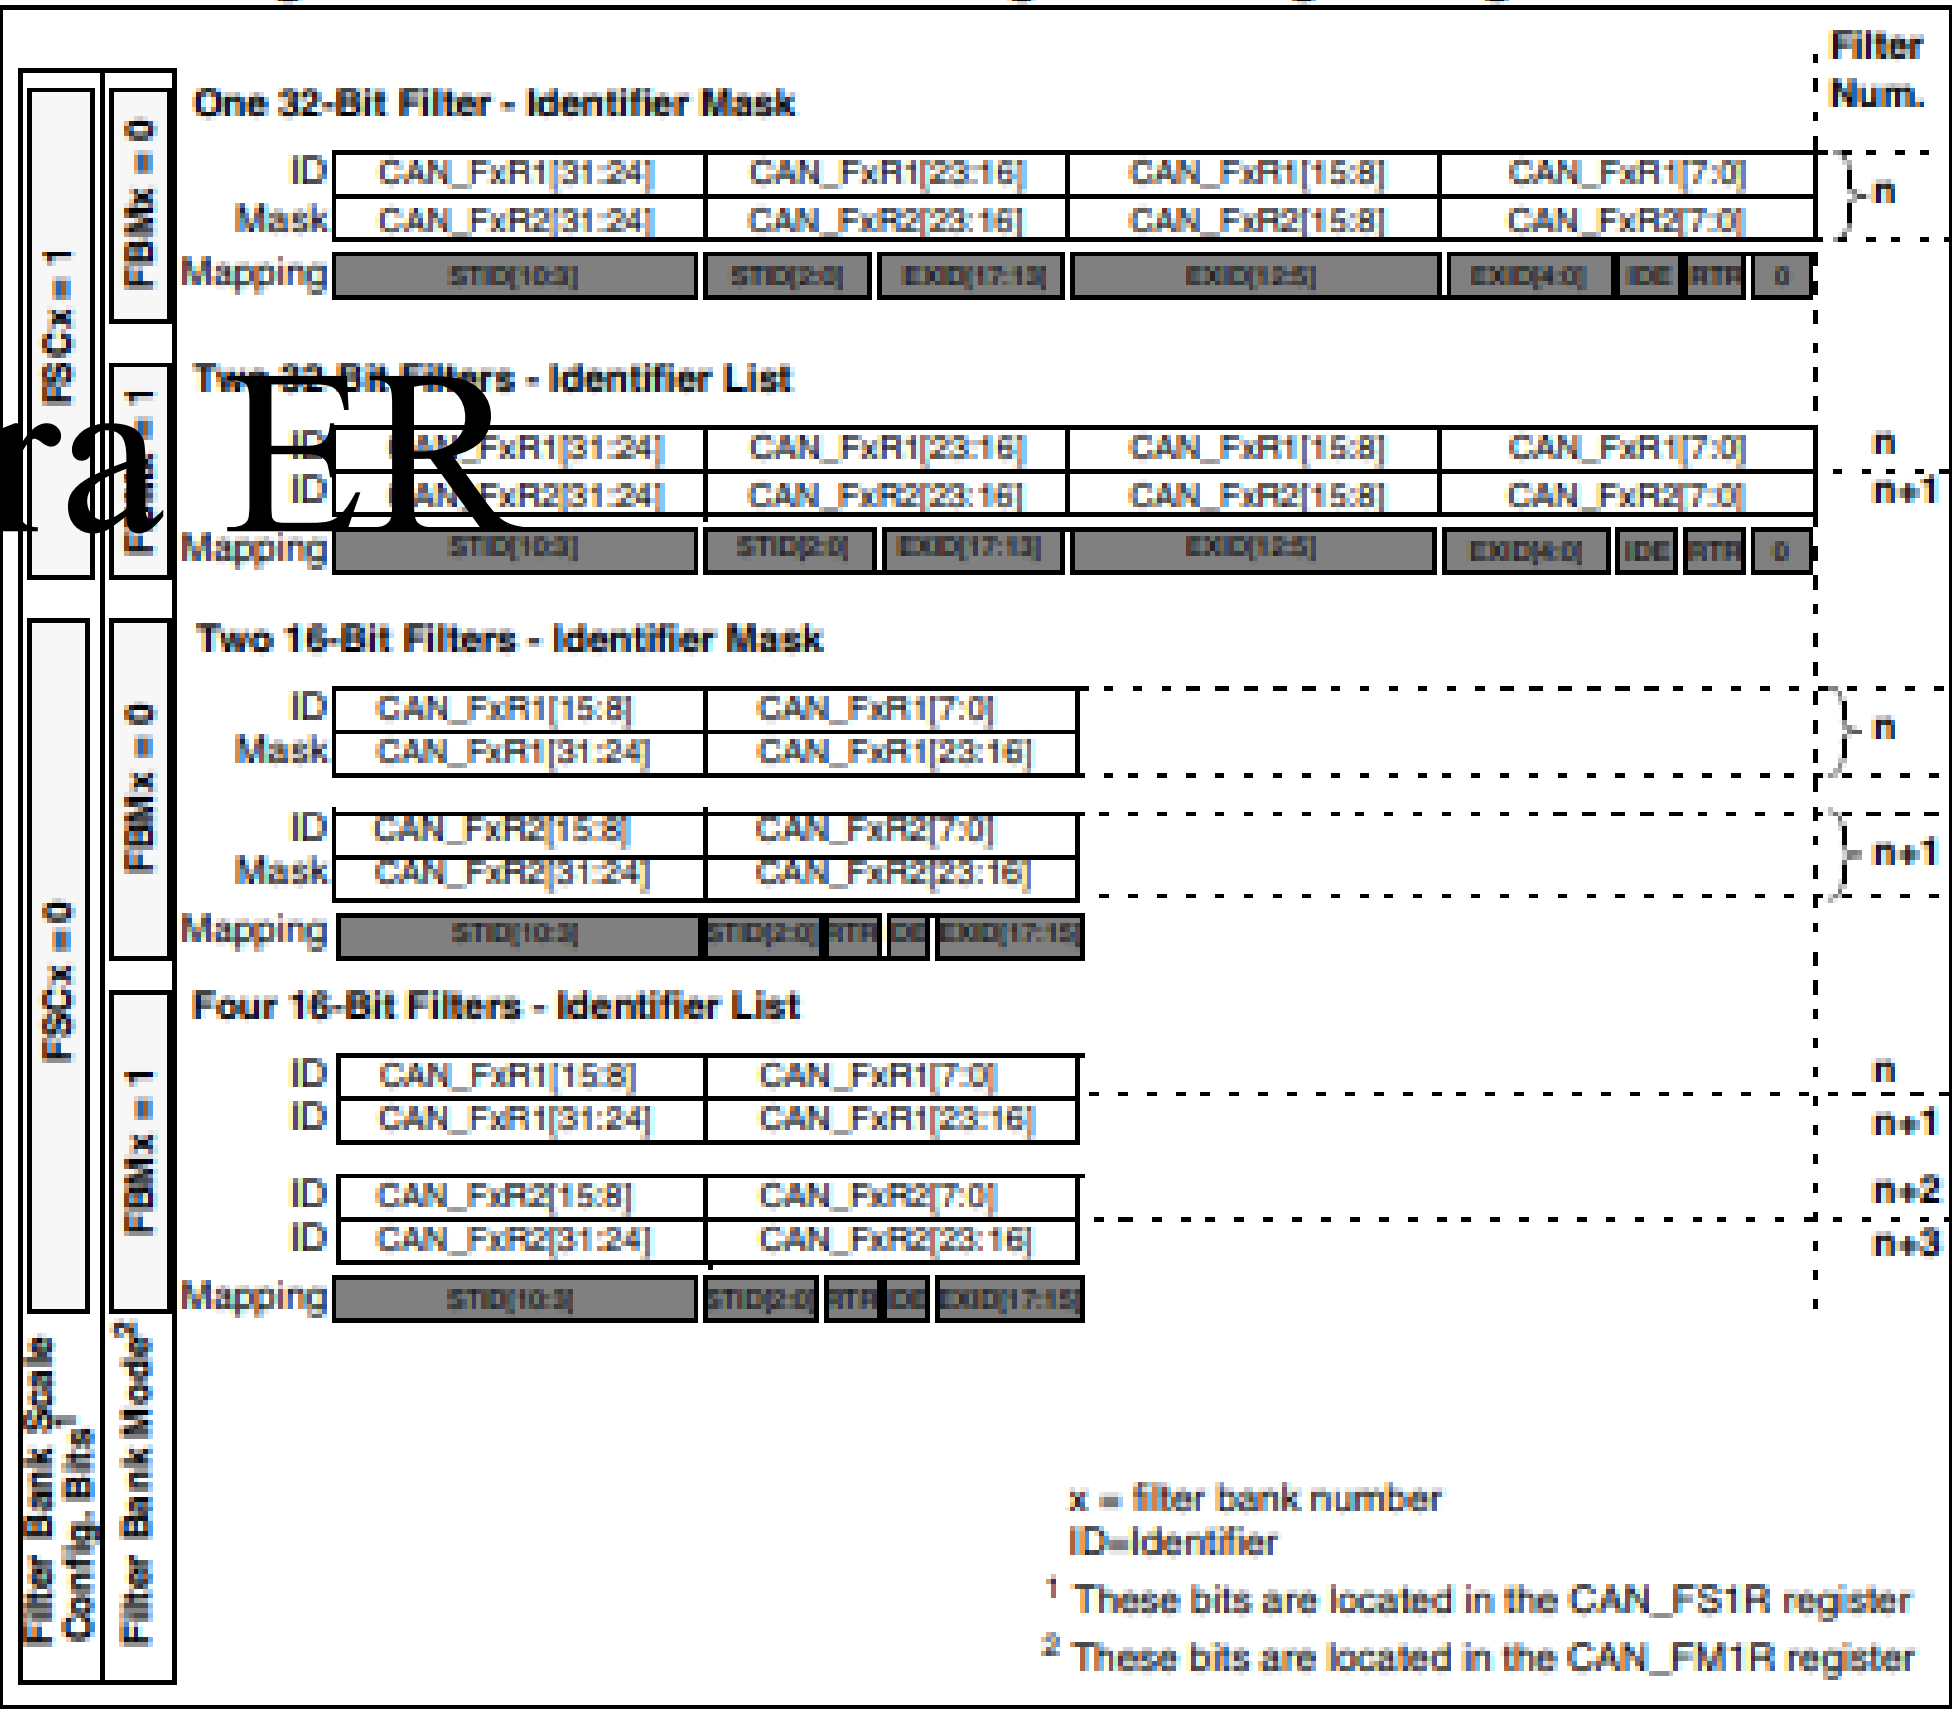 Filter
Num.
One 32-Bit Filter - Identifier Mask
ID CAN_FxR1[31:24] CAN_FxR1[23:16] CAN_FxR1[15:8] CAN_FxR1[7:0] n
Mask CAN_FxR2[31:24] CAN_FxR2[23:16] CAN_FxR2[15:8] CAN_FxR2[7:0]
Mapping STID[10:3] STID[2:0] EXID[17:13] EXID[12:5] EXID[4:0] IDE RTR 0
FSCx = 1
FBMx = 0
Two 32-Bit Filters - Identifier List
ID CAN_FxR1[31:24] CAN_FxR1[23:16] CAN_FxR1[15:8] CAN_FxR1[7:0] n
ID CAN_FxR2[31:24] CAN_FxR2[23:16] CAN_FxR2[15:8] CAN_FxR2[7:0] n+1
Mapping STID[10:3] STID[2:0] EXID[17:13] EXID[12:5] EXID[4:0] IDE RTR 0
FBMx = 1
ra ER
Two 16-Bit Filters - Identifier Mask
ID CAN_FxR1[15:8] CAN_FxR1[7:0] n
Mask CAN_FxR1[31:24] CAN_FxR1[23:16]
ID CAN_FxR2[15:8] CAN_FxR2[7:0] n+1
Mask CAN_FxR2[31:24] CAN_FxR2[23:16]
Mapping STID[10:3] STID[2:0] RTR IDE EXID[17:15]
FSCx = 0
FBMx = 0
Four 16-Bit Filters - Identifier List
ID CAN_FxR1[15:8] CAN_FxR1[7:0] n
ID CAN_FxR1[31:24] CAN_FxR1[23:16] n+1
ID CAN_FxR2[15:8] CAN_FxR2[7:0] n+2
ID CAN_FxR2[31:24] CAN_FxR2[23:16] n+3
Mapping STID[10:3] STID[2:0] RTR IDE EXID[17:15]
FBMx = 1
Filter Bank Scale
Config. Bits¹
Filter Bank Mode²
x = filter bank number
ID=Identifier
¹ These bits are located in the CAN_FS1R register
² These bits are located in the CAN_FM1R register